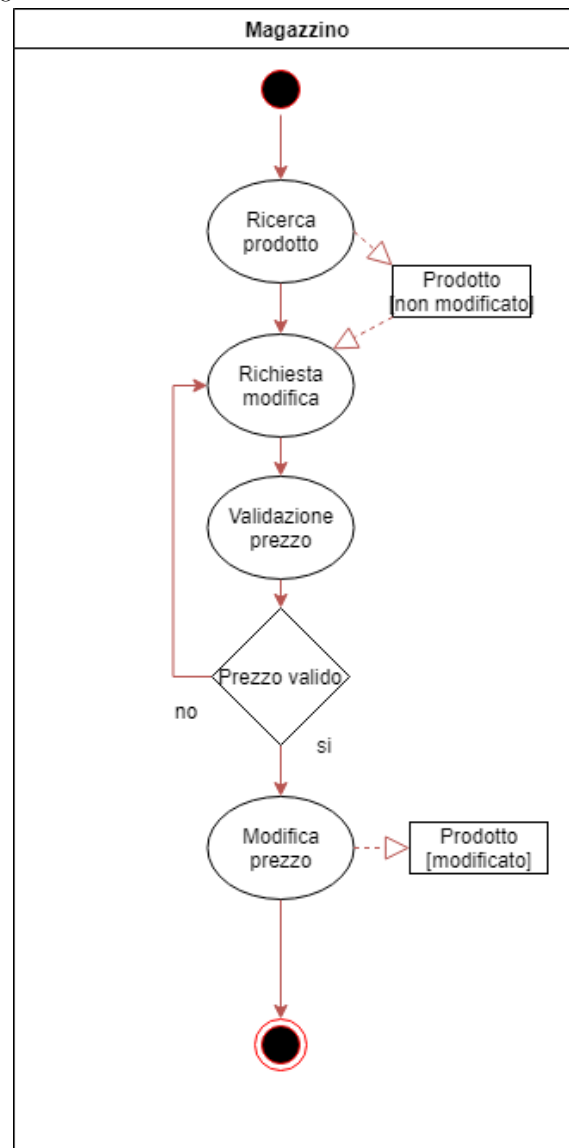 Magazzino
Ricerca
prodotto
Prodotto
[non modificato]
Richiesta
modifica
Validazione
prezzo
Prezzo valido
no
si
Modifica
prezzo
Prodotto
[modificato]